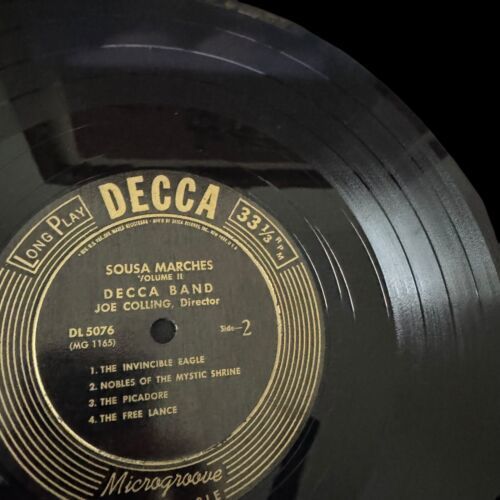 LONG PLAY
DECCA
33 1/3 RPM
SOUSA MARCHES
VOLUME II
DECCA BAND
JOE COLLING, Director
DL 5076
Side—2
(MG 1165)
1. THE INVINCIBLE EAGLE
2. NOBLES OF THE MYSTIC SHRINE
3. THE PICADORE
4. THE FREE LANCE
Microgroove